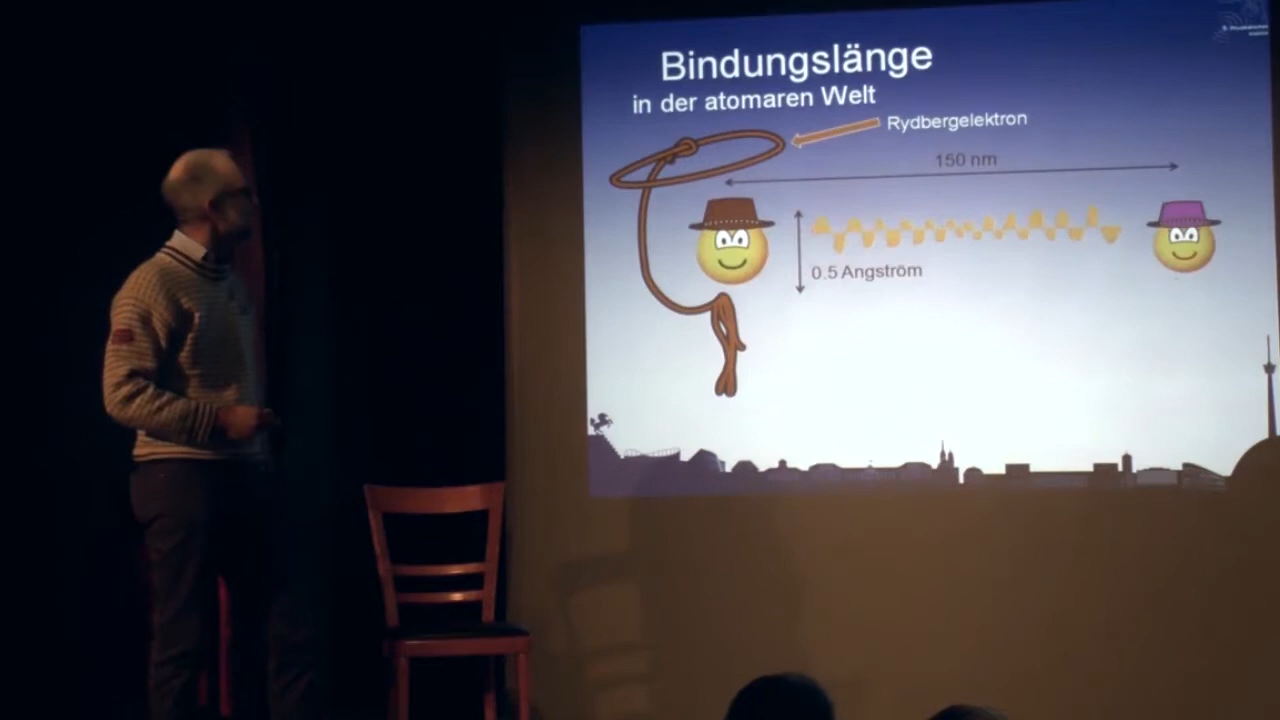 Bindungslänge
in der atomaren Welt
Rydbergelektron
150 nm
0.5 Angström